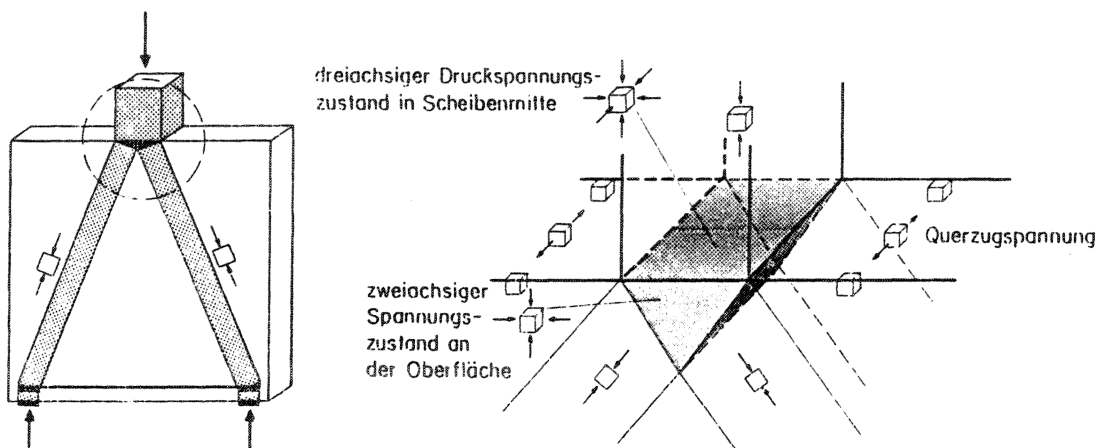 dreiachsiger Druckspannungs-
zustand in Scheibenmitte
Querzugspannung
zweiachsiger
Spannungs-
zustand an
der Oberfläche